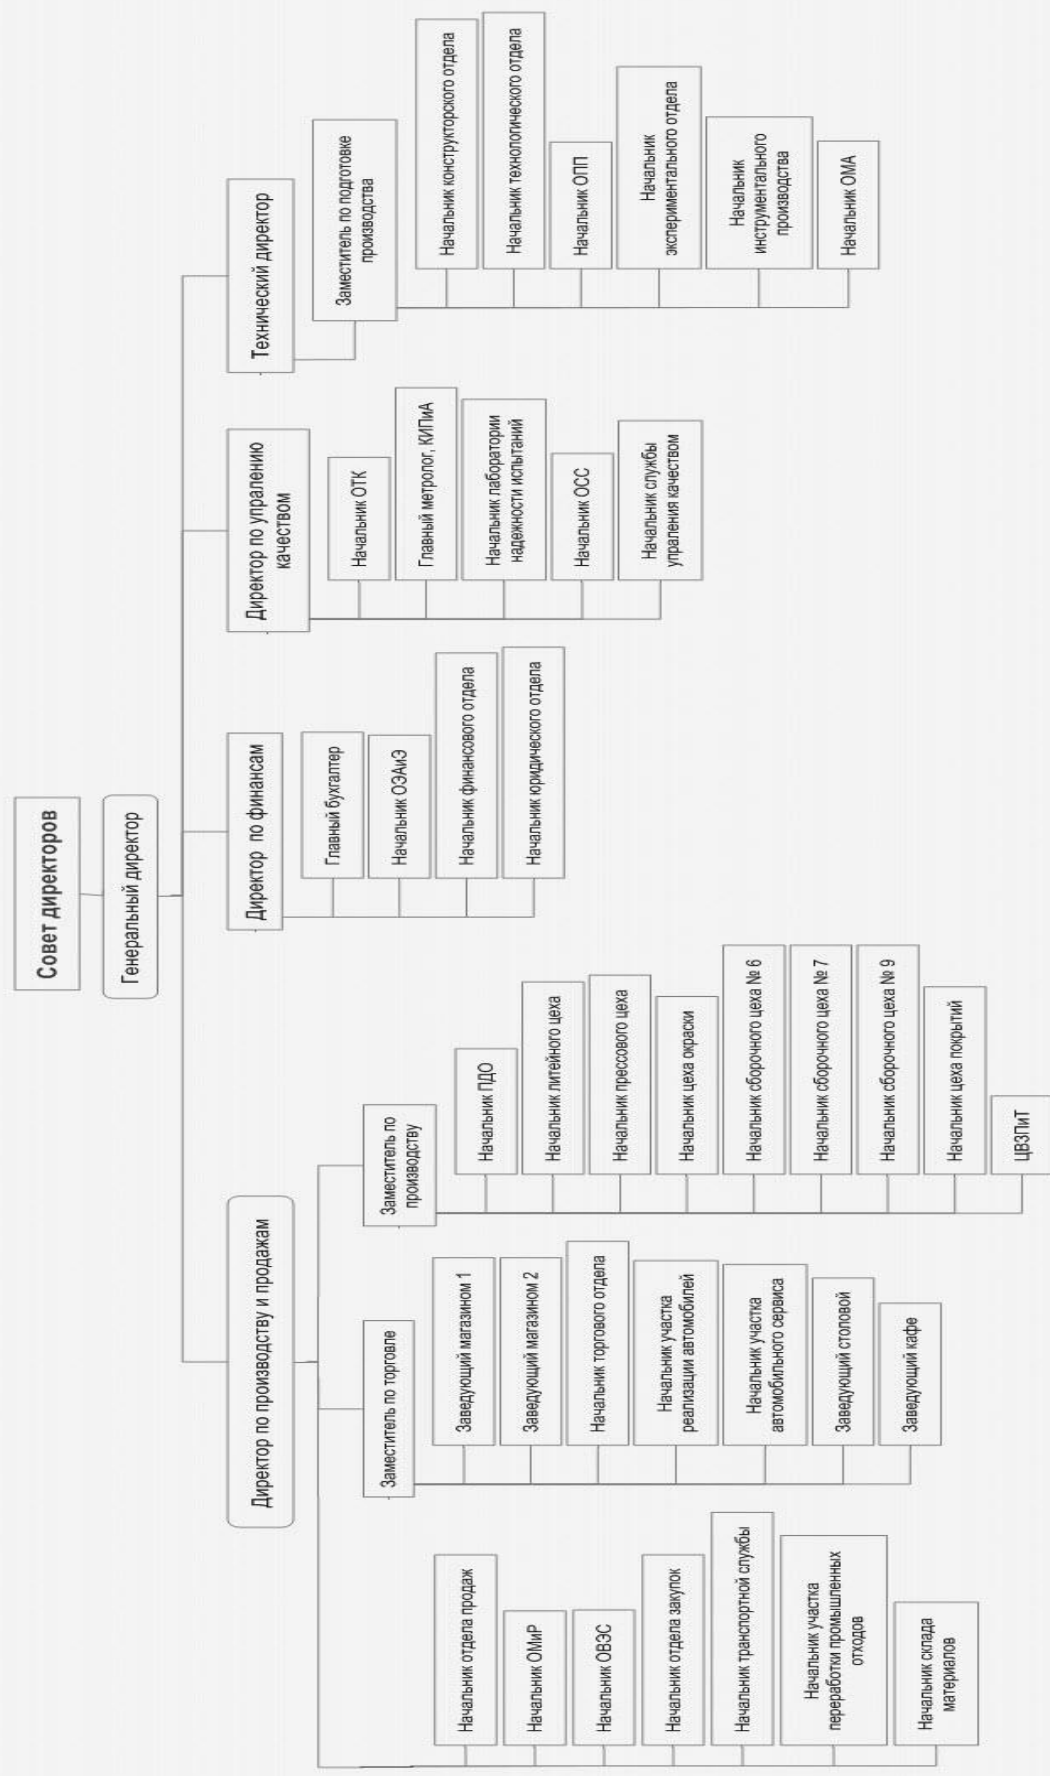 Совет директоров
Генеральный директор
Директор по производству и продажам
Директор  по финансам
Директор по упралению
качеством
Технический директор
Начальник отдела продаж
Начальник ОМиР
Начальник ОВЭС
Начальник отдела закупок
Начальник транспортной службы
Начальник участка
переработки промышленных
отходов
Начальник склада
материалов
Заместитель по торговле
Заведующий магазином 1
Заведующий магазином 2
Начальник торгового отдела
Начальник участка
реализации автомобилей
Начальник участка
автомобильного сервиса
Заведующий столовой
Заведующий кафе
Заместитель по
производству
Начальник ПДО
Начальник литейного цеха
Начальник прессового цеха
Начальник цеха окраски
Начальник сборочного цеха № 6
Начальник сборочного цеха № 7
Начальник сборочного цеха № 9
Начальник цеха покрытий
ЦВЗПиТ
Главный бухгалтер
Начальник ОЭАиЭ
Начальник финансового отдела
Начальник юридического отдела
Начальник ОТК
Главный метролог, КИПиА
Начальник лаборатории
надежности испытаний
Начальник ОСС
Начальник службы
упраления качеством
Заместитель по подготовке
производства
Начальник конструкторского отдела
Начальник технологического отдела
Начальник ОПП
Начальник
экспериментального отдела
Начальник
инструментального
производства
Начальник ОМА